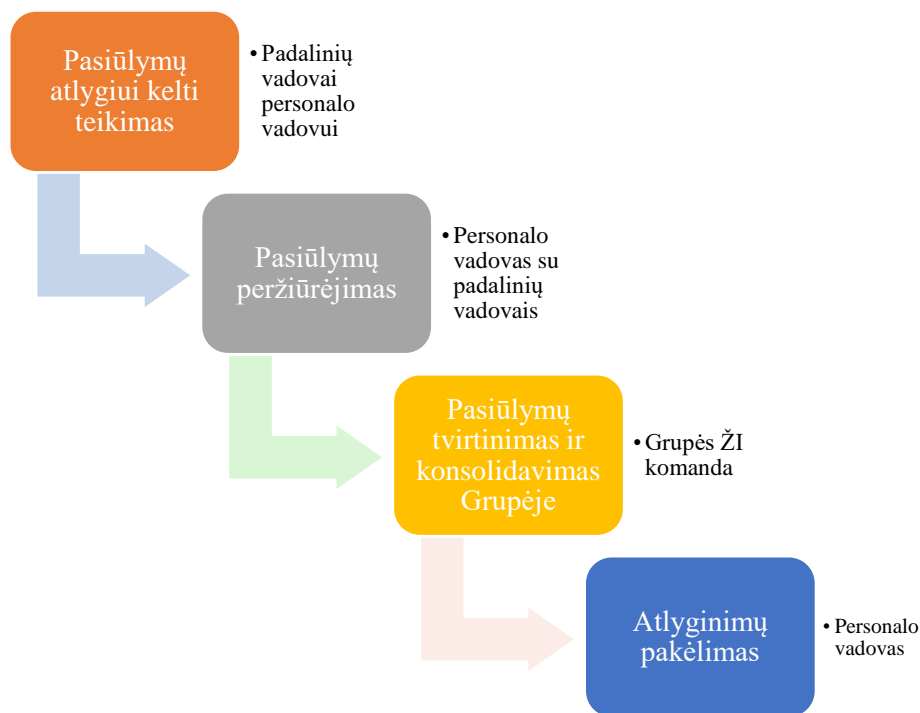 Pasiūlymų
atlygiui kelti
teikimas
• Padalinių
vadovai
personalo
vadovui
Pasiūlymų
peržiūrėjimas
• Personalo
vadovas su
padalinių
vadovais
Pasiūlymų
tvirtinimas ir
konsolidavimas
Grupėje
• Grupės ŽI
komanda
Atlyginimų
pakėlimas
• Personalo
vadovas